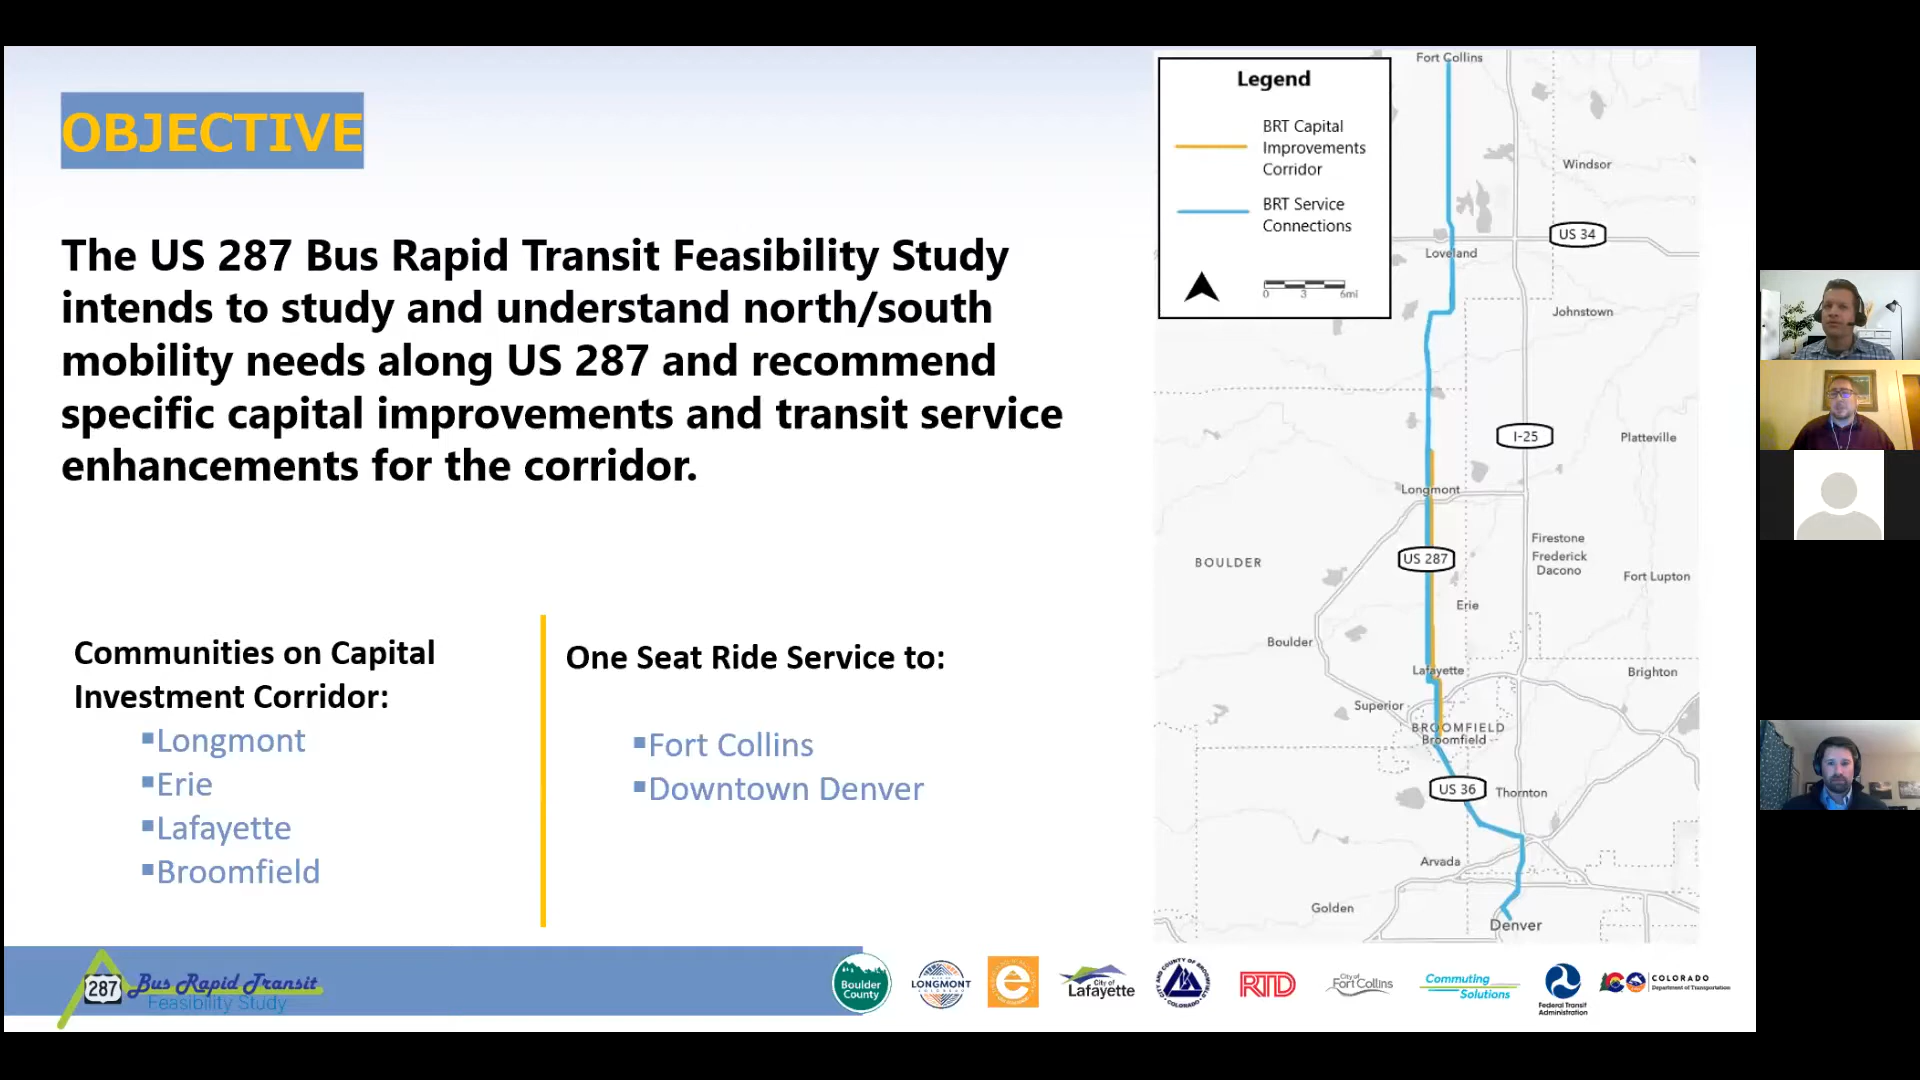 OBJECTIVE
The US 287 Bus Rapid Transit Feasibility Study
intends to study and understand north/south
mobility needs along US 287 and recommend
specific capital improvements and transit service
enhancements for the corridor.
Communities on Capital
Investment Corridor:
▪Longmont
▪Erie
▪Lafayette
▪Broomfield
One Seat Ride Service to:
▪Fort Collins
▪Downtown Denver
Legend
BRT Capital
Improvements
Corridor
BRT Service
Connections
0 3 6mi
Fort Collins
Windsor
US 34
Loveland
Johnstown
I-25
Platteville
Longmont
Firestone
Frederick
Dacono
US 287
BOULDER
Fort Lupton
Erie
Boulder
Lafayette
Brighton
Superior
BROOMFIELD
Broomfield
US 36
Thornton
Arvada
Golden
Denver
287
Bus Rapid Transit
Feasibility Study
Boulder
County
LONGMONT
e
City of
Lafayette
CITY AND COUNTY OF BROOMFIELD
COLORADO
RTD
City of
Fort Collins
Commuting
Solutions
Federal Transit
Administration
COLORADO
Department of Transportation